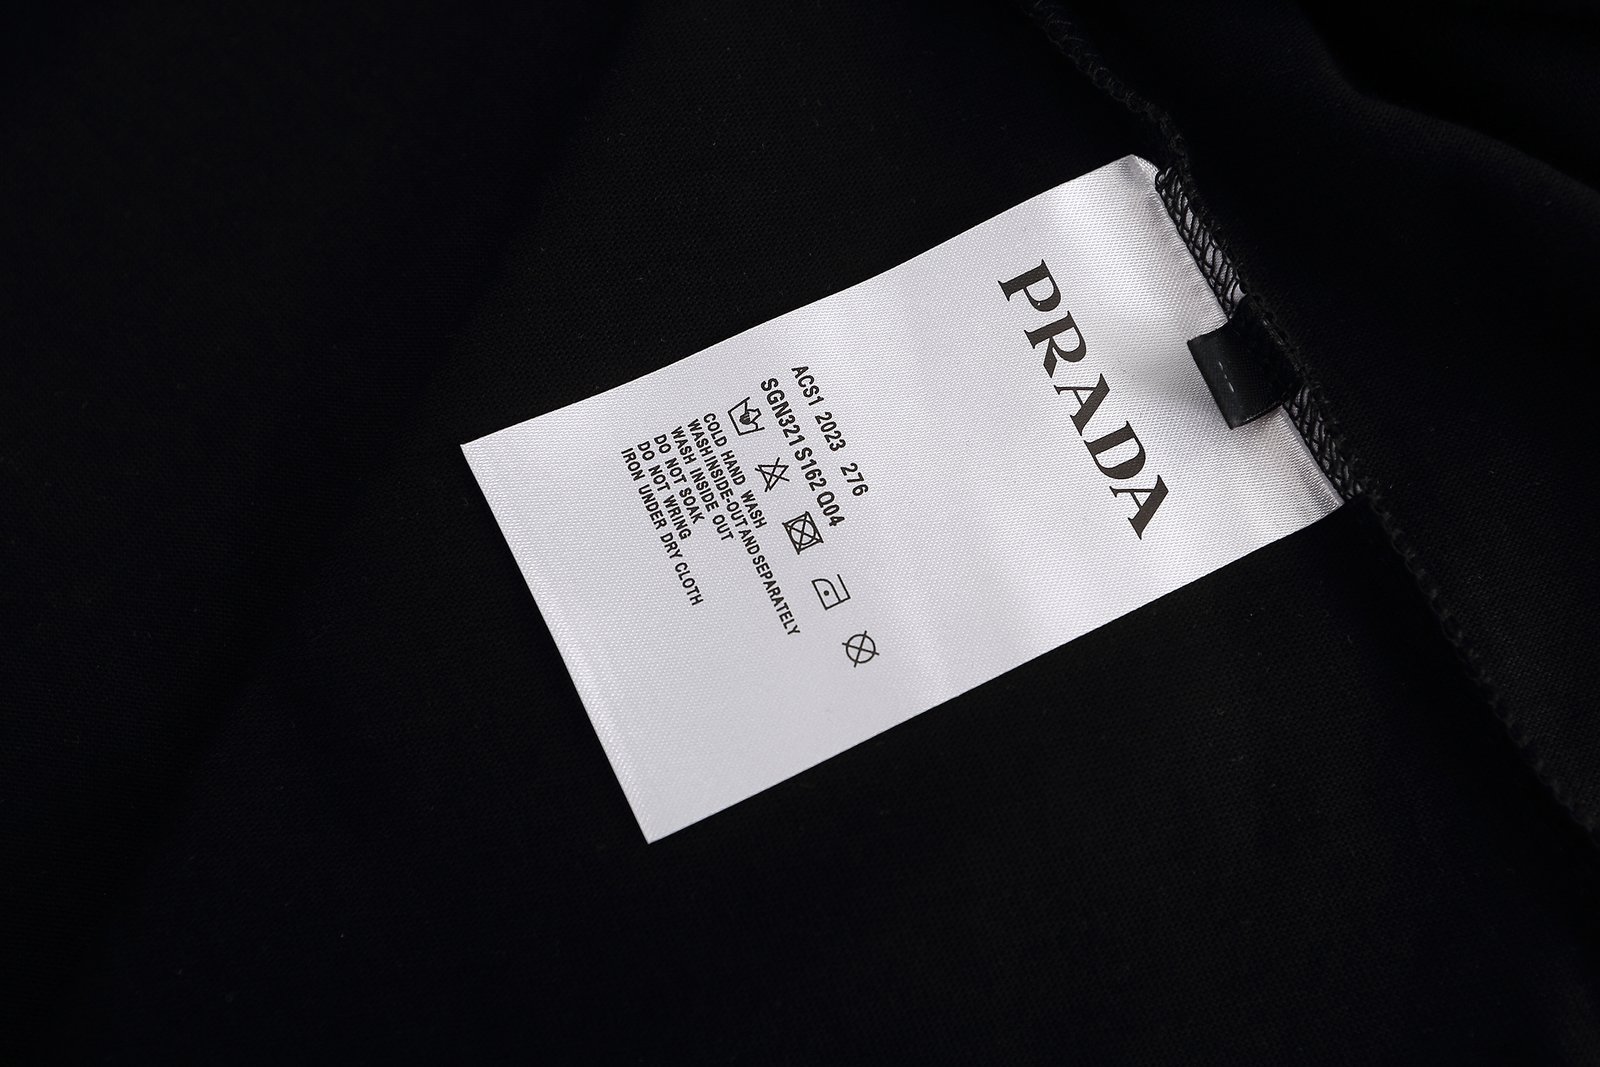 PRADA
ACS1 2023 276
SGN321 S162 Q04
COLD HAND WASH
WASH INSIDE-OUT AND SEPARATELY
WASH INSIDE OUT
DO NOT SOAK
DO NOT WRING
IRON UNDER DRY CLOTH